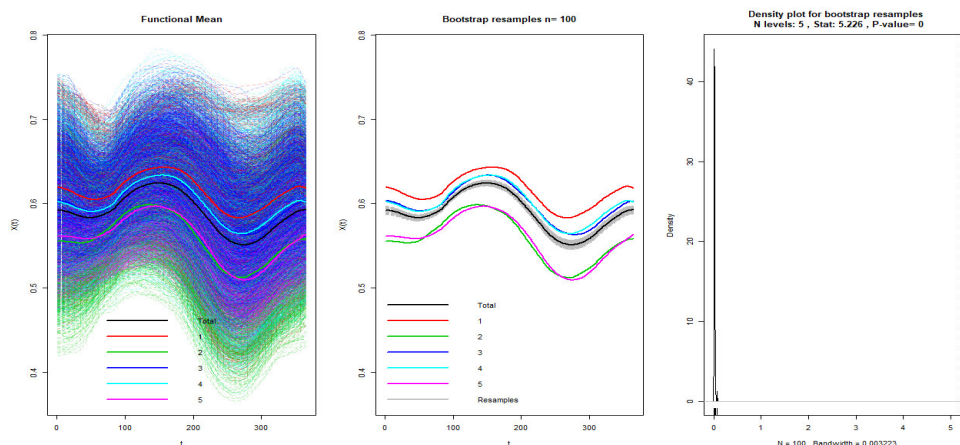 Functional Mean
X(t)
0.8
0.7
0.6
0.5
0.4
Total
1
2
3
4
5
0 100 200 300
t
Bootstrap resamples n= 100
X(t)
0.8
0.7
0.6
0.5
0.4
Total
1
2
3
4
5
Resamples
0 100 200 300
t
Density plot for bootstrap resamples
N levels: 5 , Stat: 5.226 , P-value= 0
Density
40
30
20
10
0
0 1 2 3 4 5
N = 100 Bandwidth = 0.003223